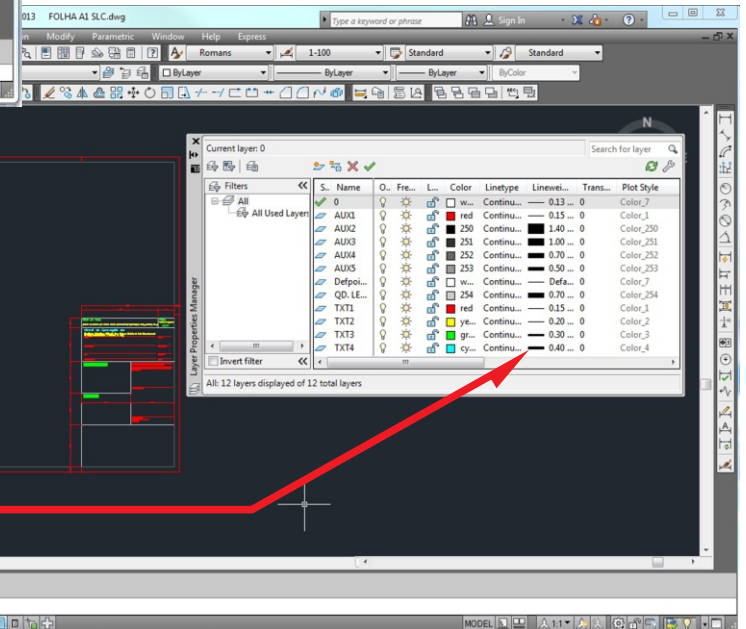 013 FOLHA A1 SLC.dwg Type a keyword or phrase Sign In
Modify Parametric Window Help Express
Romans 1-100 Standard Standard
ByLayer ByLayer ByLayer ByColor
N
Current layer: 0 Search for layer
Filters S.. Name O.. Fre... L... Color Linetype Linewei... Trans... Plot Style
All 0 w... Continu... 0.13 ... 0 Color_7
All Used Layers AUX1 red Continu... 0.15 ... 0 Color_1
AUX2 250 Continu... 1.40 ... 0 Color_250
AUX3 251 Continu... 1.00 ... 0 Color_251
AUX4 252 Continu... 0.70 ... 0 Color_252
AUX5 253 Continu... 0.50 ... 0 Color_253
Defpoi... w... Continu... Defa... 0 Color_7
QD. LE... 254 Continu... 0.70 ... 0 Color_254
TXT1 red Continu... 0.15 ... 0 Color_1
TXT2 ye... Continu... 0.20 ... 0 Color_2
TXT3 gr... Continu... 0.30 ... 0 Color_3
Invert filter TXT4 cy... Continu... 0.40 ... 0 Color_4
All: 12 layers displayed of 12 total layers
Layer Properties Manager
MODEL 1:1